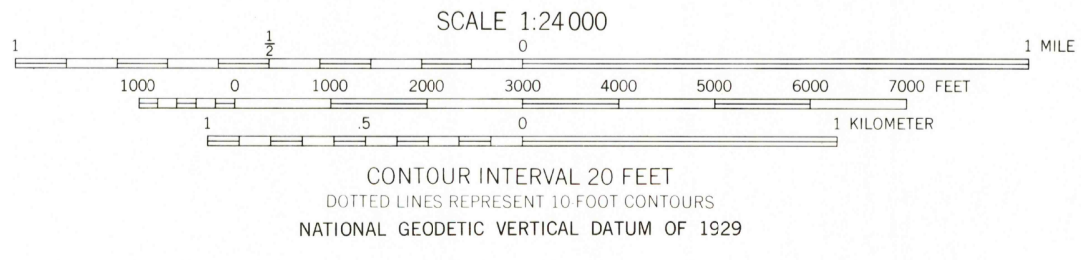 SCALE 1:24 000
1 ½ 0 1 MILE
1000 0 1000 2000 3000 4000 5000 6000 7000 FEET
1 .5 0 1 KILOMETER
CONTOUR INTERVAL 20 FEET
DOTTED LINES REPRESENT 10-FOOT CONTOURS
NATIONAL GEODETIC VERTICAL DATUM OF 1929